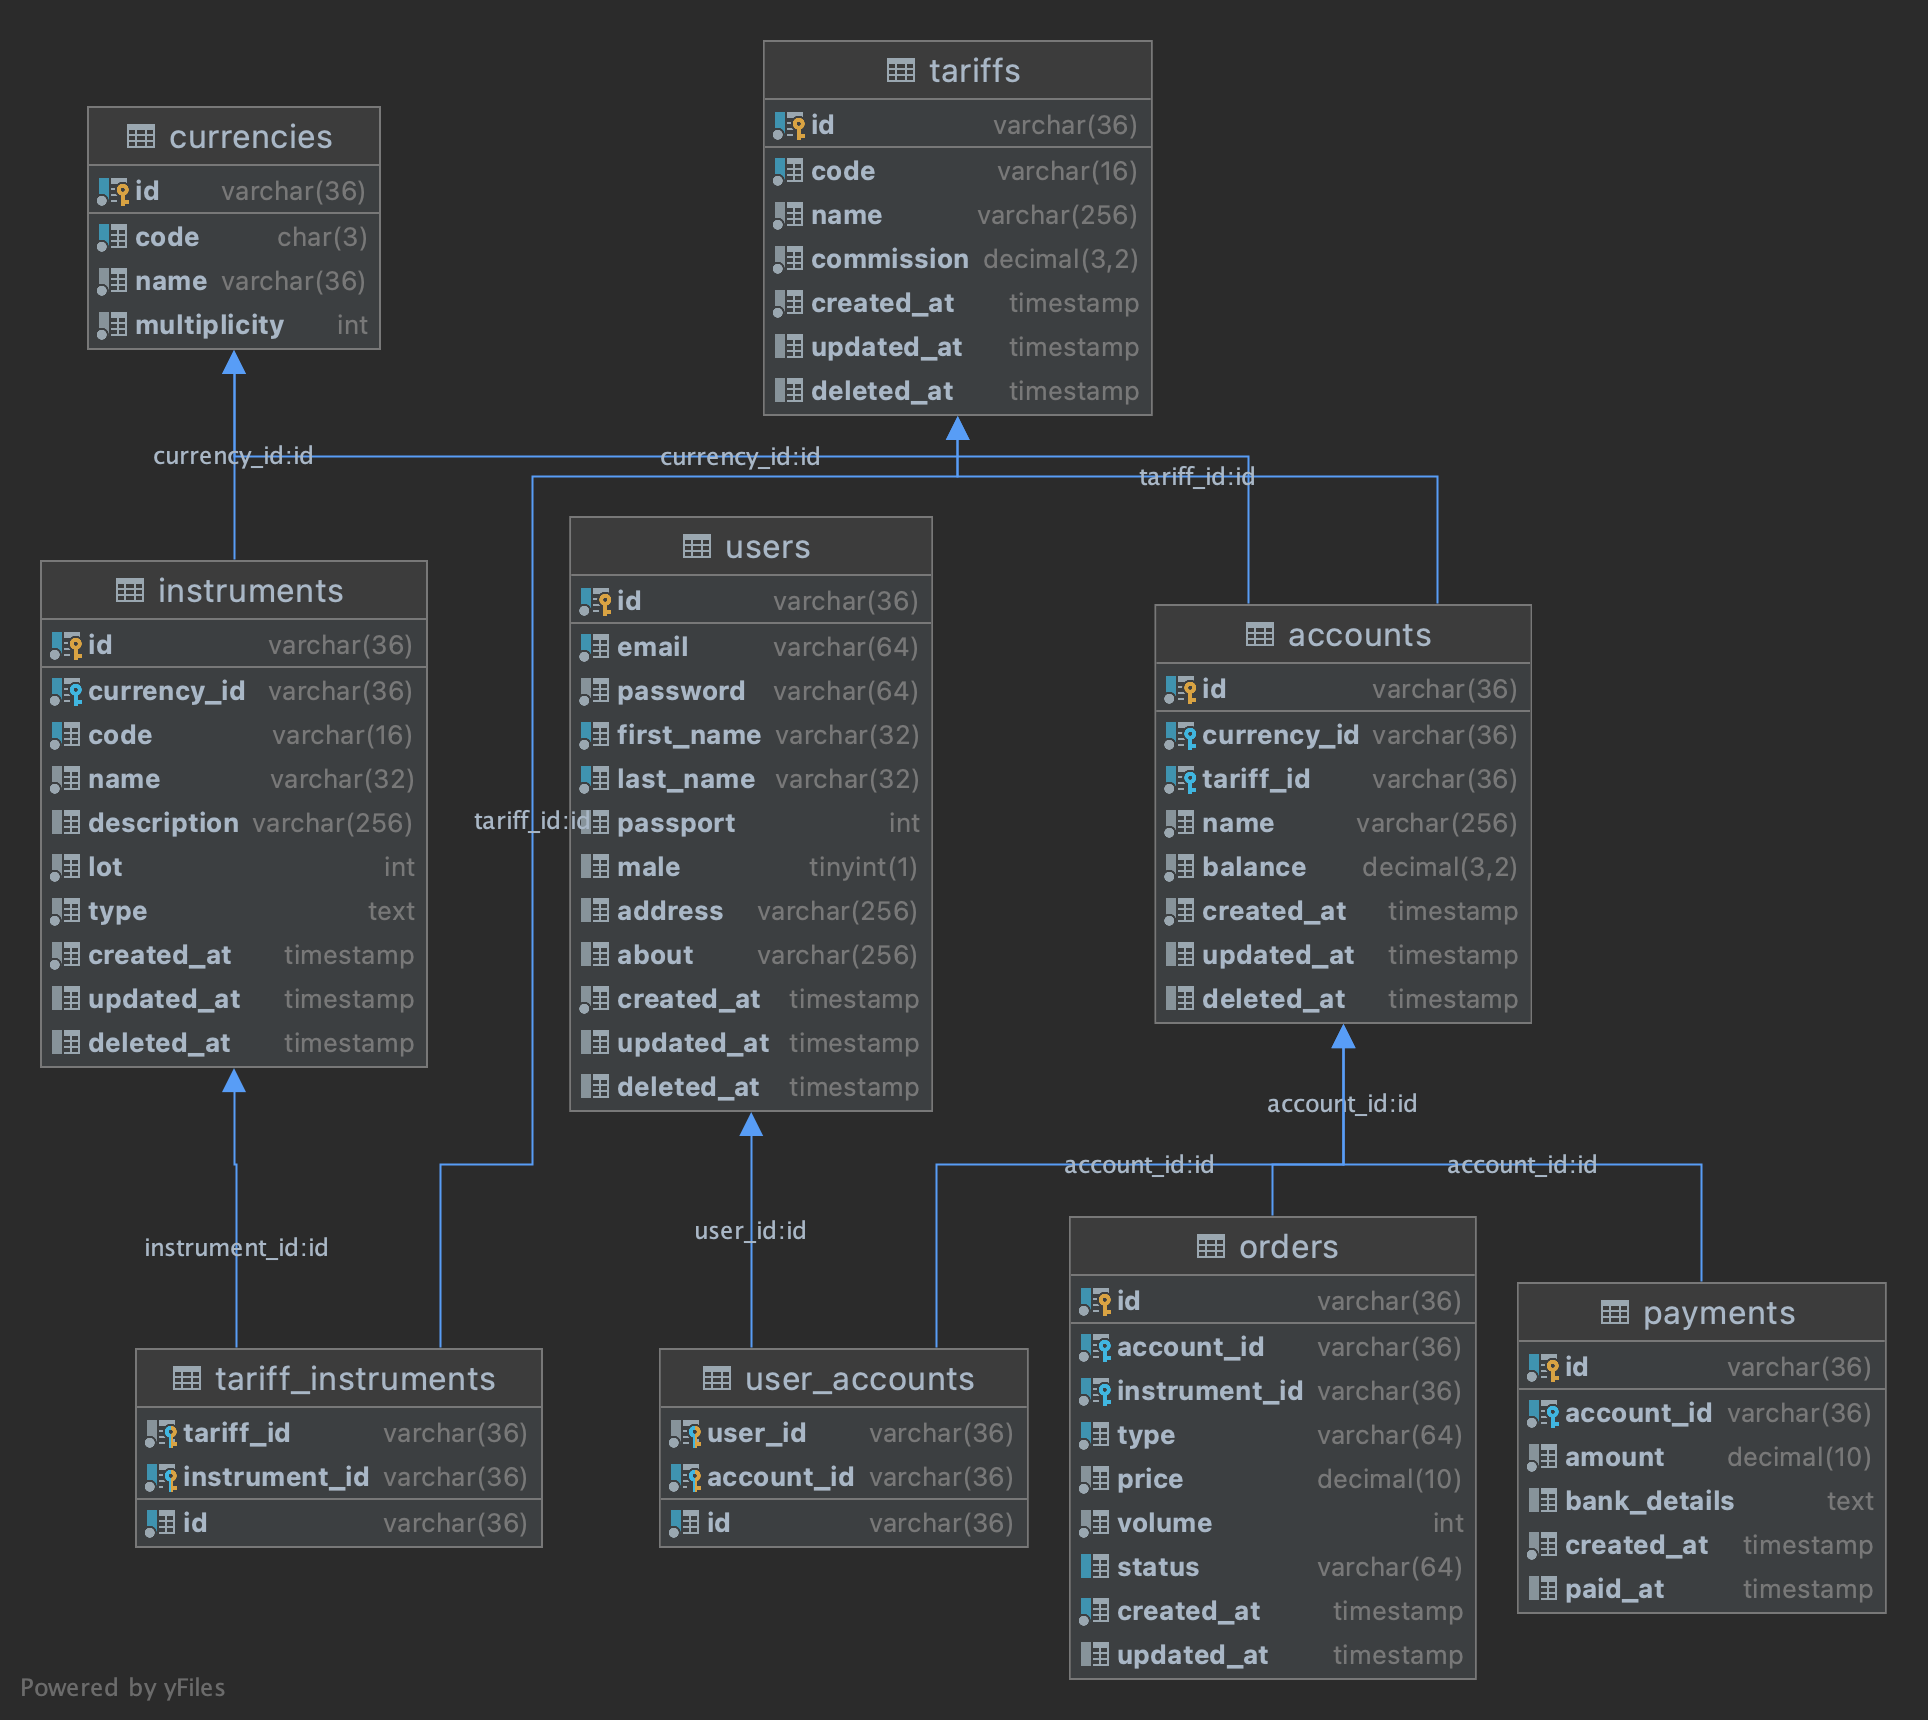 tariffs
id varchar(36)
code varchar(16)
name varchar(256)
commission decimal(3,2)
created_at timestamp
updated_at timestamp
deleted_at timestamp
currencies
id varchar(36)
code char(3)
name varchar(36)
multiplicity int
currency_id:id
currency_id:id
tariff_id:id
instruments
id varchar(36)
currency_id varchar(36)
code varchar(16)
name varchar(32)
description varchar(256)
lot int
type text
created_at timestamp
updated_at timestamp
deleted_at timestamp
tariff_id:id
users
id varchar(36)
email varchar(64)
password varchar(64)
first_name varchar(32)
last_name varchar(32)
passport int
male tinyint(1)
address varchar(256)
about varchar(256)
created_at timestamp
updated_at timestamp
deleted_at timestamp
accounts
id varchar(36)
currency_id varchar(36)
tariff_id varchar(36)
name varchar(256)
balance decimal(3,2)
created_at timestamp
updated_at timestamp
deleted_at timestamp
account_id:id
account_id:id
account_id:id
instrument_id:id
user_id:id
tariff_instruments
tariff_id varchar(36)
instrument_id varchar(36)
id varchar(36)
user_accounts
user_id varchar(36)
account_id varchar(36)
id varchar(36)
orders
id varchar(36)
account_id varchar(36)
instrument_id varchar(36)
type varchar(64)
price decimal(10)
volume int
status varchar(64)
created_at timestamp
updated_at timestamp
payments
id varchar(36)
account_id varchar(36)
amount decimal(10)
bank_details text
created_at timestamp
paid_at timestamp
Powered by yFiles